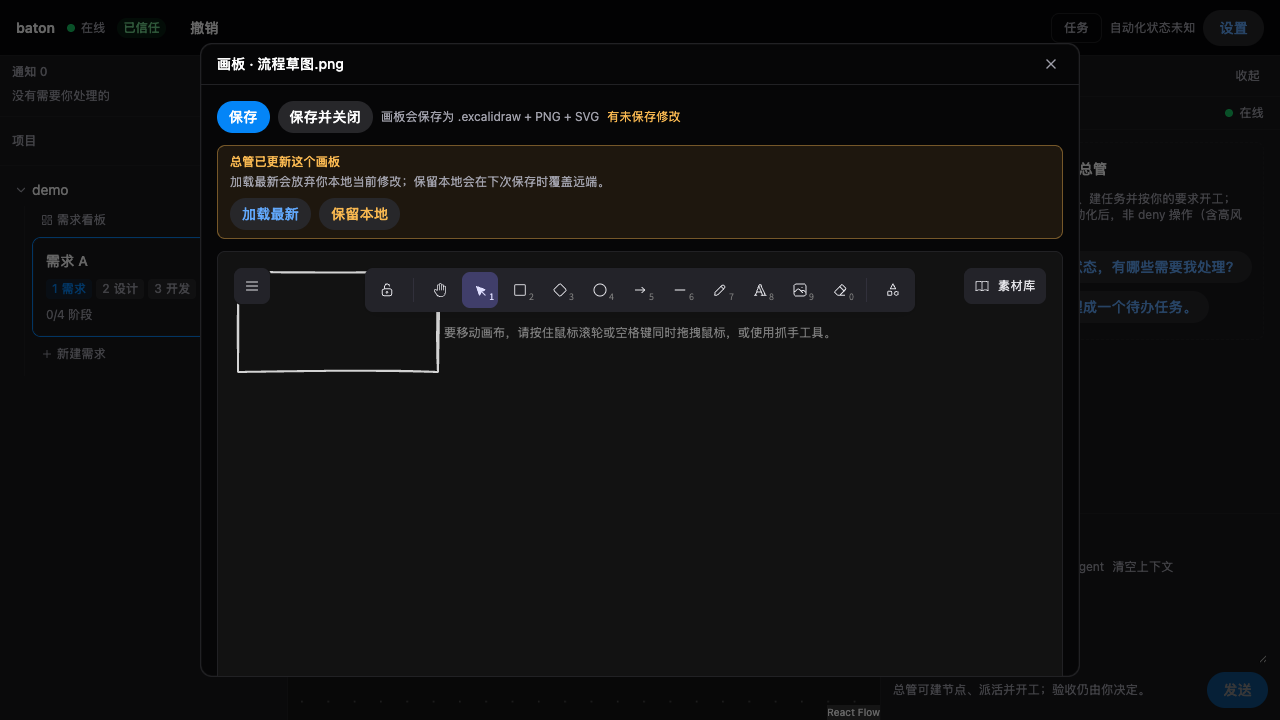 baton 在线 已信任 撤销 任务 自动化状态未知 设置
通知 0
没有需要你处理的
项目
demo
需求看板
需求 A
1 需求 2 设计 3 开发
0/4 阶段
+ 新建需求
画板 · 流程草图.png
保存 保存并关闭 画板会保存为 .excalidraw + PNG + SVG 有未保存修改
总管已更新这个画板
加载最新会放弃你本地当前修改；保留本地会在下次保存时覆盖远端。
加载最新 保留本地
1 2 3 4 5 6 7 8 9 0
素材库
要移动画布，请按住鼠标滚轮或空格键同时拖拽鼠标，或使用抓手工具。
收起
在线
总管
建任务并按你的要求开工；
化后，非 deny 操作（含高风
态，有哪些需要我处理？
成一个待办任务。
gent 清空上下文
总管可建节点、派活并开工；验收仍由你决定。
发送
React Flow